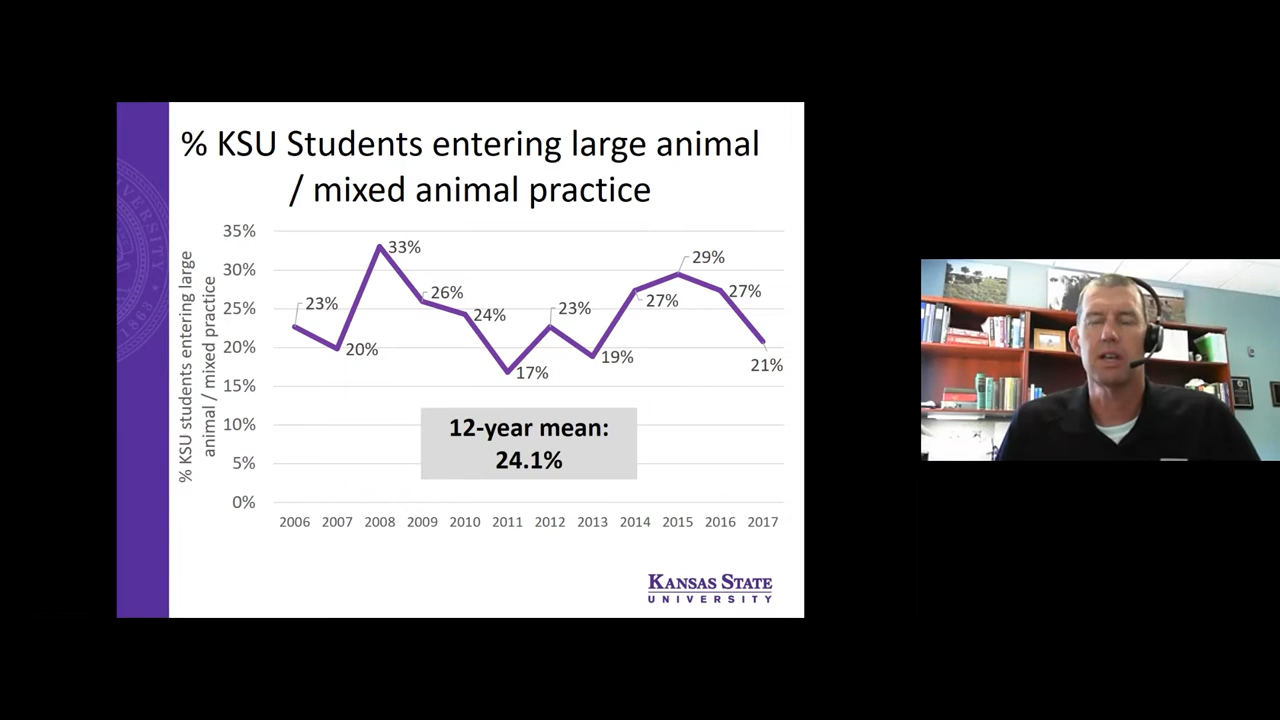 % KSU Students entering large animal
/ mixed animal practice
% KSU students entering large
animal / mixed practice
35%
30%
25%
20%
15%
10%
5%
0%
23%
20%
33%
26%
24%
17%
23%
19%
27%
29%
27%
21%
12-year mean:
24.1%
2006 2007 2008 2009 2010 2011 2012 2013 2014 2015 2016 2017
KANSAS STATE
UNIVERSITY
UNIVERSITY
1863